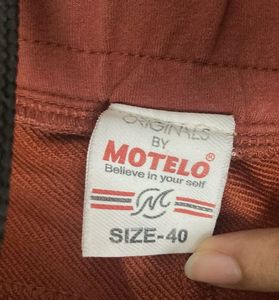 ORIGINALS
BY
MOTELO®
Believe in your self
SIZE-40